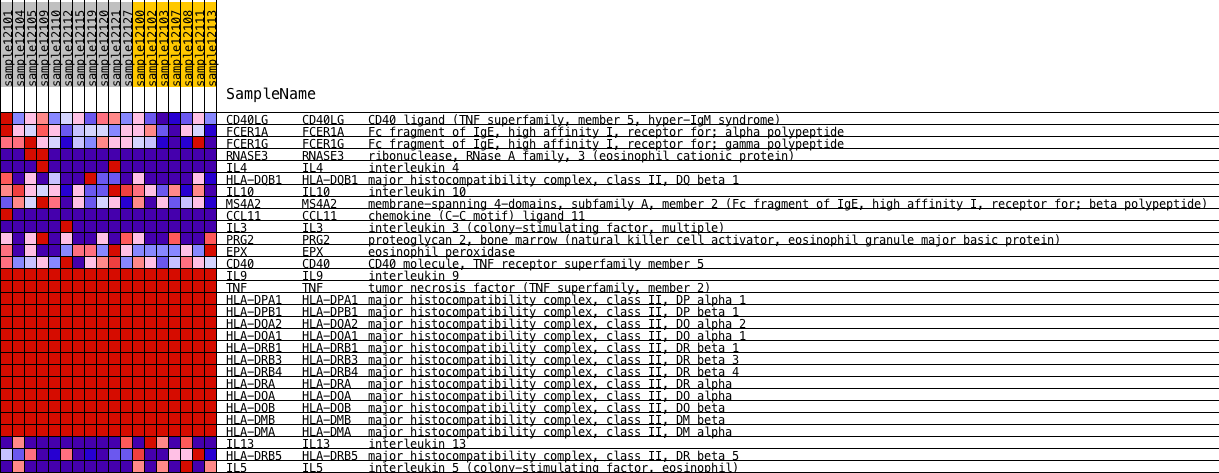 sample12101
sample12104
sample12105
sample12109
sample12110
sample12112
sample12115
sample12119
sample12120
sample12121
sample12127
sample12100
sample12102
sample12103
sample12107
sample12108
sample12111
sample12113
SampleName
CD40LG CD40LG CD40 ligand (TNF superfamily, member 5, hyper-IgM syndrome)
FCER1A FCER1A Fc fragment of IgE, high affinity I, receptor for; alpha polypeptide
FCER1G FCER1G Fc fragment of IgE, high affinity I, receptor for; gamma polypeptide
RNASE3 RNASE3 ribonuclease, RNase A family, 3 (eosinophil cationic protein)
IL4 IL4 interleukin 4
HLA-DQB1 HLA-DQB1 major histocompatibility complex, class II, DQ beta 1
IL10 IL10 interleukin 10
MS4A2 MS4A2 membrane-spanning 4-domains, subfamily A, member 2 (Fc fragment of IgE, high affinity I, receptor for; beta polypeptide)
CCL11 CCL11 chemokine (C-C motif) ligand 11
IL3 IL3 interleukin 3 (colony-stimulating factor, multiple)
PRG2 PRG2 proteoglycan 2, bone marrow (natural killer cell activator, eosinophil granule major basic protein)
EPX EPX eosinophil peroxidase
CD40 CD40 CD40 molecule, TNF receptor superfamily member 5
IL9 IL9 interleukin 9
TNF TNF tumor necrosis factor (TNF superfamily, member 2)
HLA-DPA1 HLA-DPA1 major histocompatibility complex, class II, DP alpha 1
HLA-DPB1 HLA-DPB1 major histocompatibility complex, class II, DP beta 1
HLA-DQA2 HLA-DQA2 major histocompatibility complex, class II, DQ alpha 2
HLA-DQA1 HLA-DQA1 major histocompatibility complex, class II, DQ alpha 1
HLA-DRB1 HLA-DRB1 major histocompatibility complex, class II, DR beta 1
HLA-DRB3 HLA-DRB3 major histocompatibility complex, class II, DR beta 3
HLA-DRB4 HLA-DRB4 major histocompatibility complex, class II, DR beta 4
HLA-DRA HLA-DRA major histocompatibility complex, class II, DR alpha
HLA-DOA HLA-DOA major histocompatibility complex, class II, DO alpha
HLA-DOB HLA-DOB major histocompatibility complex, class II, DO beta
HLA-DMB HLA-DMB major histocompatibility complex, class II, DM beta
HLA-DMA HLA-DMA major histocompatibility complex, class II, DM alpha
IL13 IL13 interleukin 13
HLA-DRB5 HLA-DRB5 major histocompatibility complex, class II, DR beta 5
IL5 IL5 interleukin 5 (colony-stimulating factor, eosinophil)